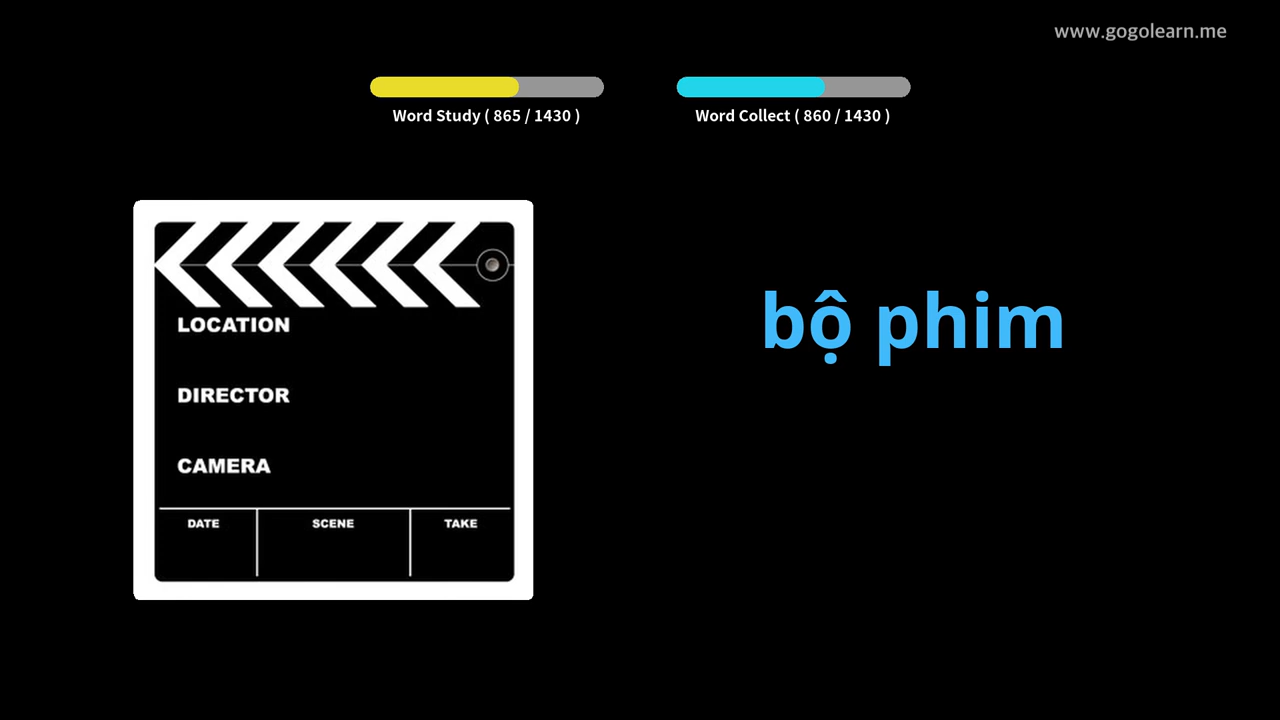 www.gogolearn.me
Word Study ( 865 / 1430 )
Word Collect ( 860 / 1430 )
LOCATION
DIRECTOR
CAMERA
DATE
SCENE
TAKE
bộ phim